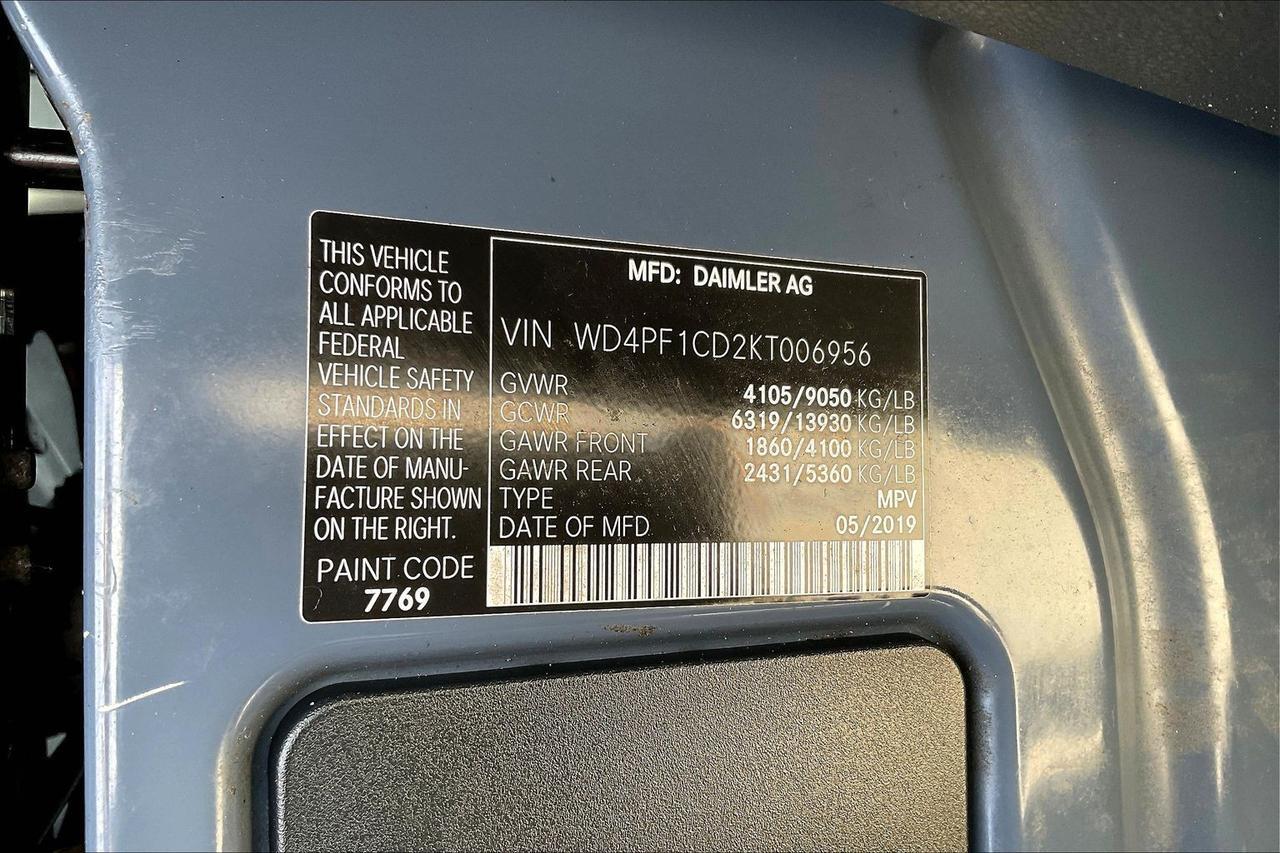 THIS VEHICLE
CONFORMS TO
ALL APPLICABLE
FEDERAL
VEHICLE SAFETY
STANDARDS IN
EFFECT ON THE
DATE OF MANU-
FACTURE SHOWN
ON THE RIGHT.
PAINT CODE
7769
MFD: DAIMLER AG
VIN WD4PF1CD2KT006956
GVWR 4105/9050 KG/LB
GCWR 6319/13930 KG/LB
GAWR FRONT 1860/4100 KG/LB
GAWR REAR 2431/5360 KG/LB
TYPE MPV
DATE OF MFD 05/2019